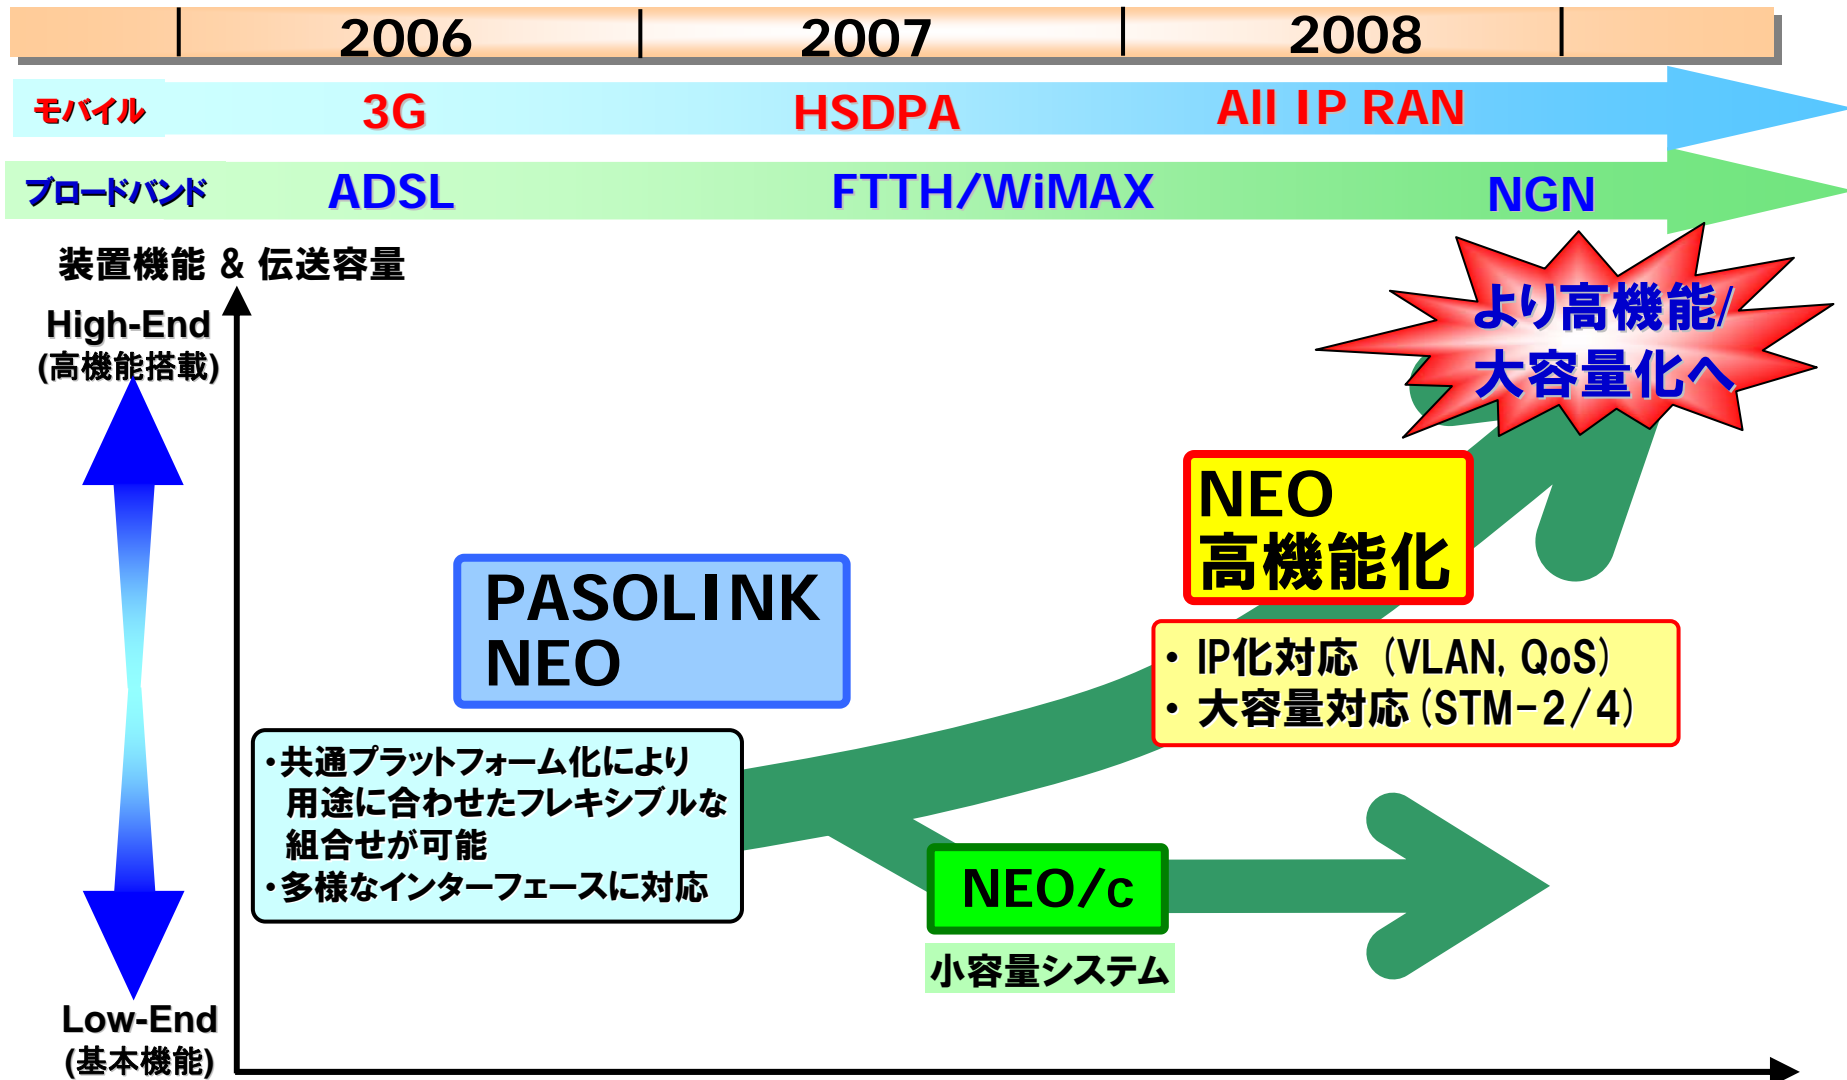 2006 2007 2008
モバイル 3G HSDPA All IP RAN
ブロードバンド ADSL FTTH/WiMAX NGN
装置機能 & 伝送容量
High-End
(高機能搭載)
より高機能/
大容量化へ
NEO
高機能化
PASOLINK
NEO
・ IP化対応 (VLAN, QoS)
・ 大容量対応(STM-2/4)
・共通プラットフォーム化により
用途に合わせたフレキシブルな
組合せが可能
・多様なインターフェースに対応
NEO/c
小容量システム
Low-End
(基本機能)